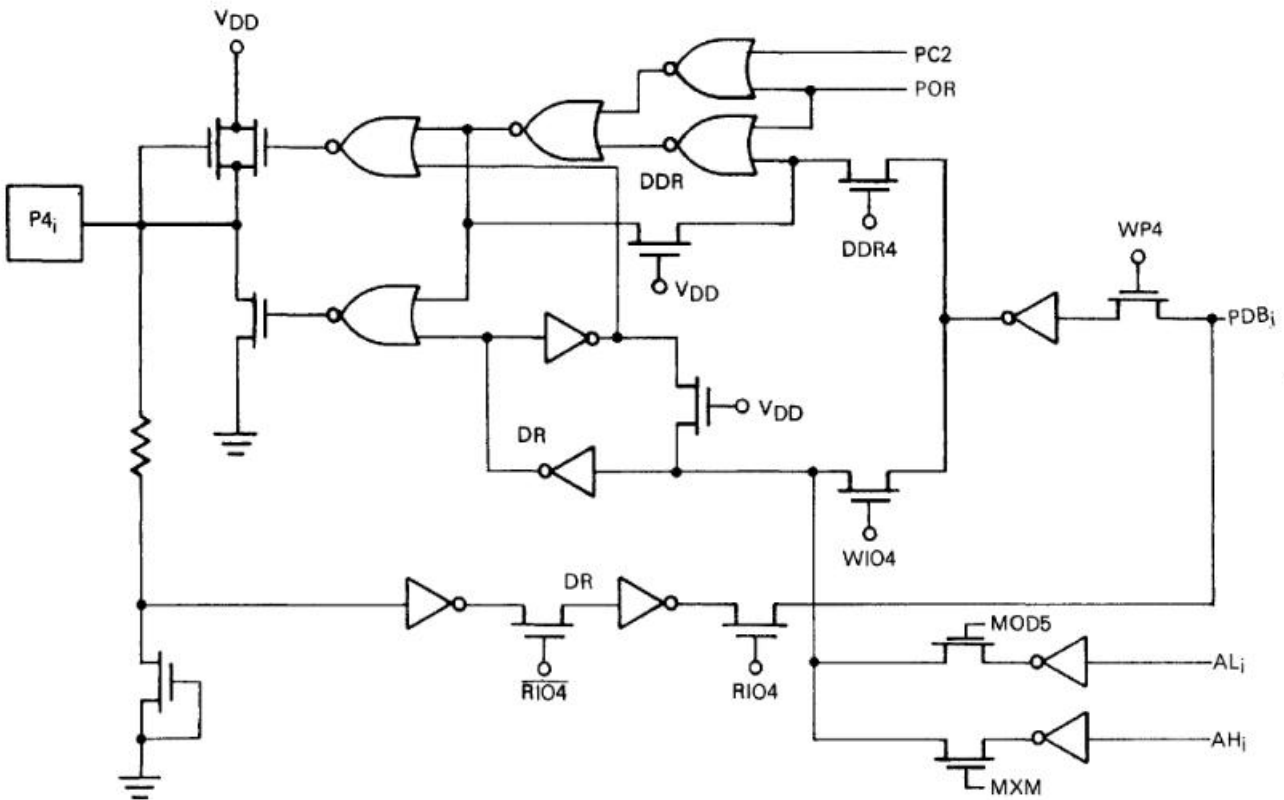 VDD
PC2
POR
DDR
P4i
DDR4
WP4
VDD
PDBi
VDD
DR
WIO4
DR
MOD5
RIO4
RIO4
ALi
AHi
MXM